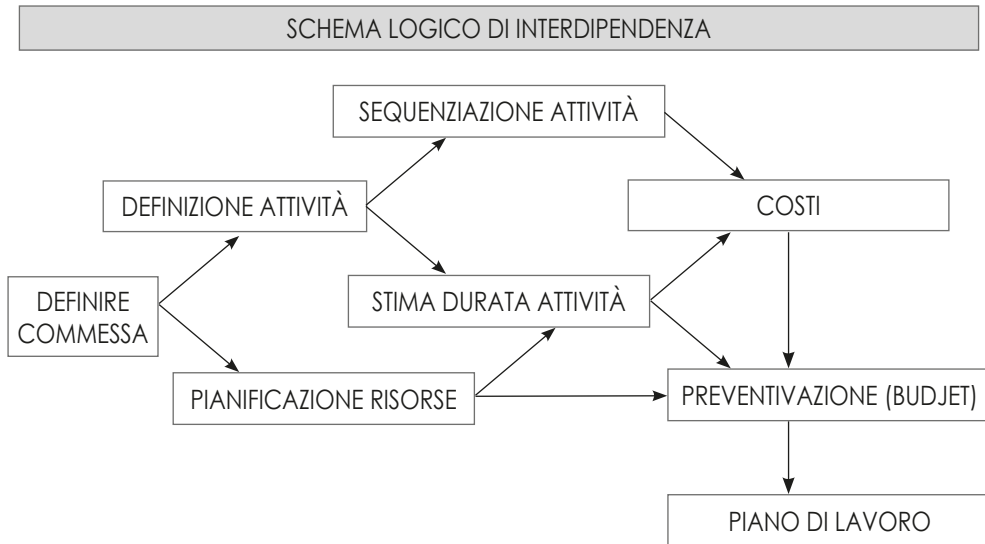 SCHEMA LOGICO DI INTERDIPENDENZA
SEQUENZIAZIONE ATTIVITÀ
DEFINIZIONE ATTIVITÀ
COSTI
DEFINIRE
COMMESSA
STIMA DURATA ATTIVITÀ
PIANIFICAZIONE RISORSE
PREVENTIVAZIONE (BUDJET)
PIANO DI LAVORO